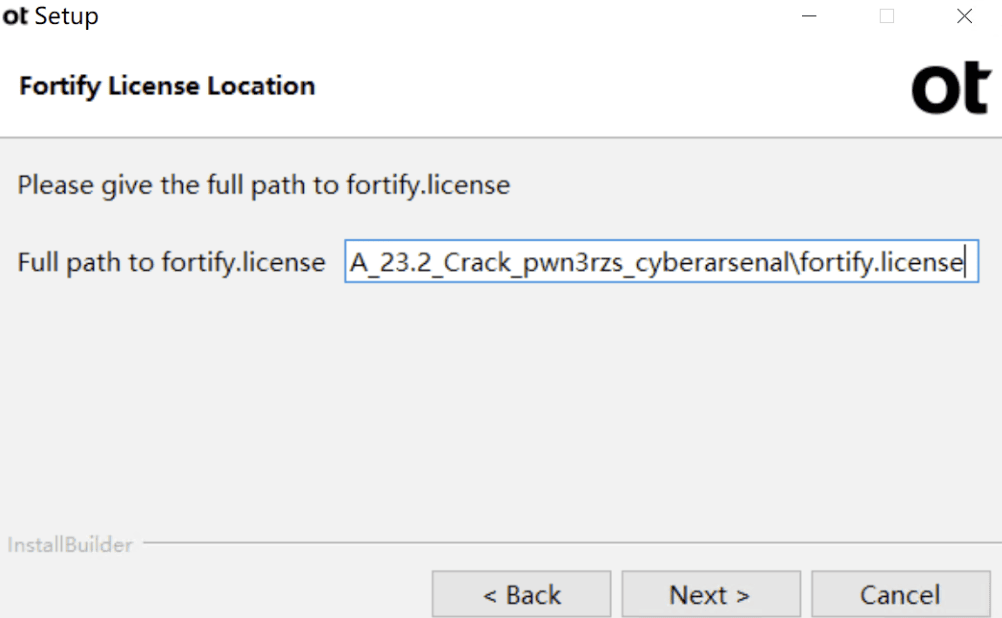 ot Setup
Fortify License Location
ot
Please give the full path to fortify.license
Full path to fortify.license A_23.2_Crack_pwn3rzs_cyberarsenal\fortify.license
InstallBuilder
< Back Next > Cancel